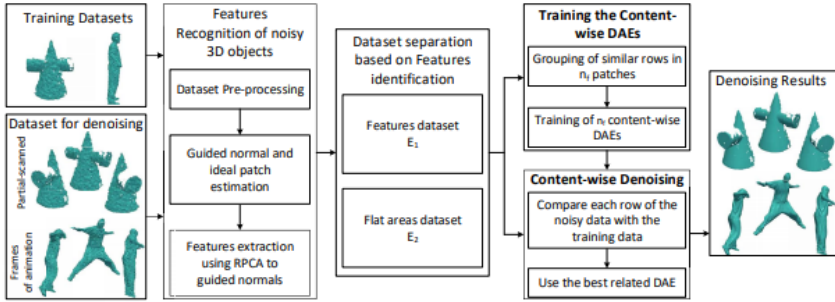 Training Datasets
Dataset for denoising
Partial-scanned
Frames
of animation
Features
Recognition of noisy
3D objects
Dataset Pre-processing
Guided normal and
ideal patch
estimation
Features extraction
using RPCA to
guided normals
Dataset separation
based on Features
identification
Features dataset
E₁
Flat areas dataset
E₂
Training the Content-
wise DAEs
Grouping of similar rows in
nf patches
Training of nf content-wise
DAEs
Content-wise Denoising
Compare each row of the
noisy data with the
training data
Use the best related DAE
Denoising Results